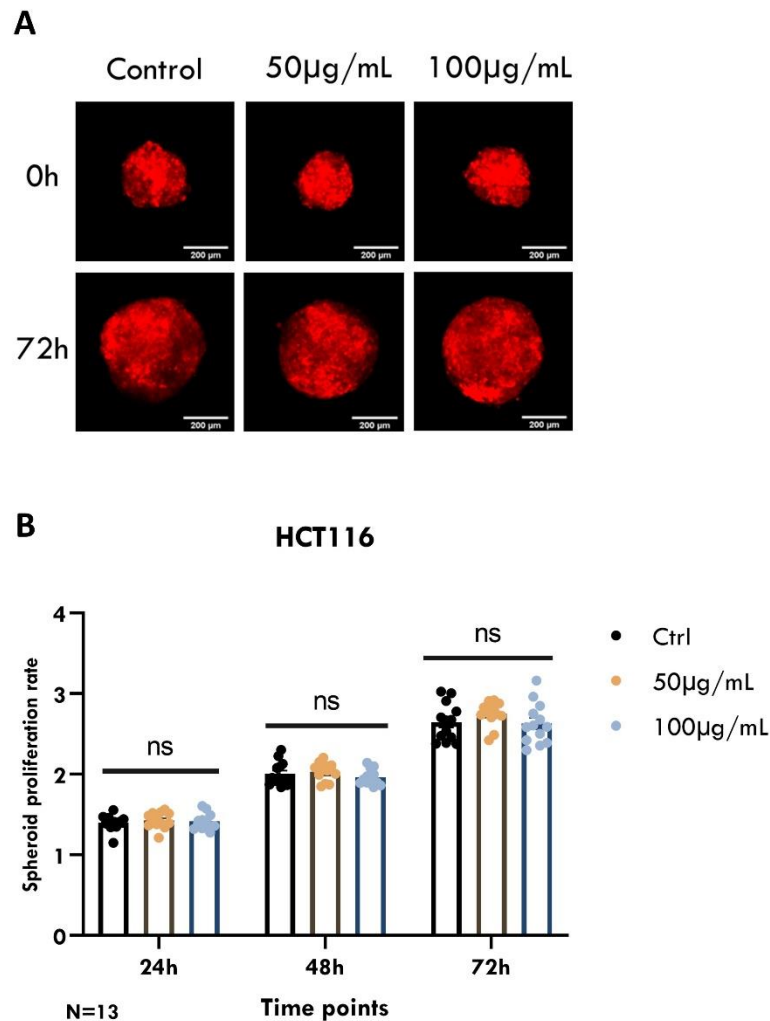 A
Control 50µg/mL 100µg/mL
0h
200 µm 200 µm 200 µm
72h
200 µm 200 µm 200 µm
B
HCT116
Spheroid proliferation rate
4
3
2
1
0
ns
ns
ns
Ctrl
50µg/mL
100µg/mL
24h 48h 72h
Time points
N=13